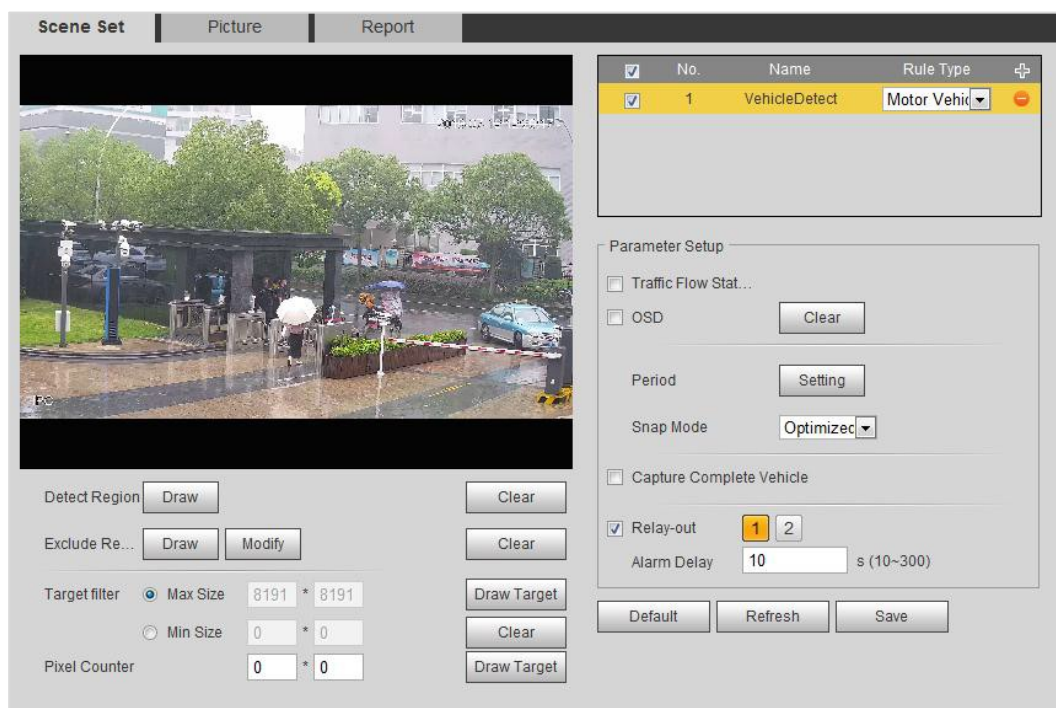 Scene Set Picture Report
No. Name Rule Type
1 VehicleDetect Motor Vehic
Parameter Setup
Traffic Flow Stat...
OSD Clear
Period Setting
Snap Mode Optimized
Capture Complete Vehicle
Relay-out 1 2
Alarm Delay 10 s (10~300)
Default Refresh Save
PC
Detect Region Draw Clear
Exclude Re... Draw Modify Clear
Target filter Max Size 8191 * 8191 Draw Target
Min Size 0 * 0 Clear
Pixel Counter 0 * 0 Draw Target